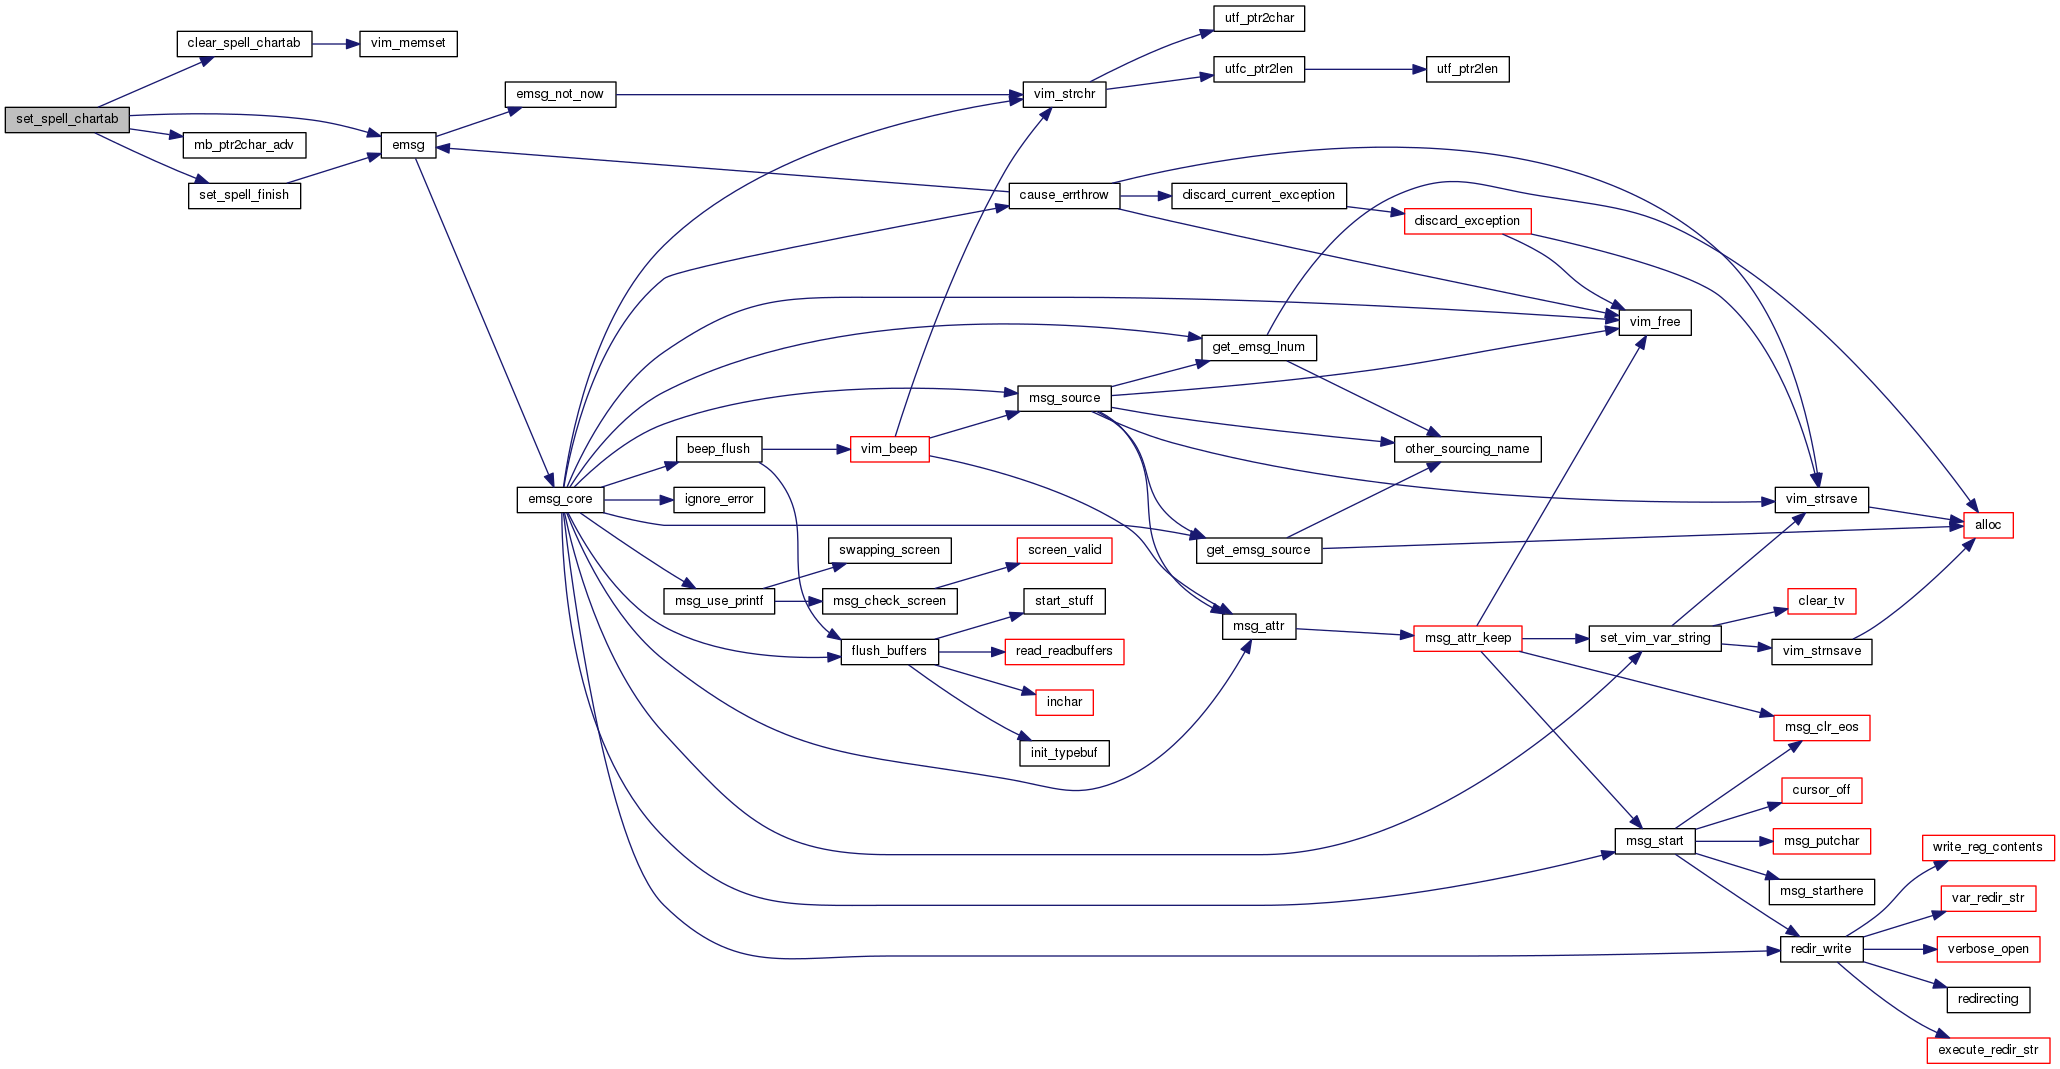 set_spell_chartab
clear_spell_chartab
vim_memset
mb_ptr2char_adv
set_spell_finish
emsg
emsg_not_now
emsg_core
vim_strchr
utf_ptr2char
utfc_ptr2len
utf_ptr2len
cause_errthrow
discard_current_exception
discard_exception
vim_free
get_emsg_lnum
msg_source
other_sourcing_name
beep_flush
vim_beep
ignore_error
vim_strsave
alloc
get_emsg_source
swapping_screen
screen_valid
msg_use_printf
msg_check_screen
start_stuff
flush_buffers
read_readbuffers
inchar
init_typebuf
msg_attr
msg_attr_keep
set_vim_var_string
clear_tv
vim_strnsave
msg_clr_eos
cursor_off
msg_start
msg_putchar
msg_starthere
redir_write
write_reg_contents
var_redir_str
verbose_open
redirecting
execute_redir_str